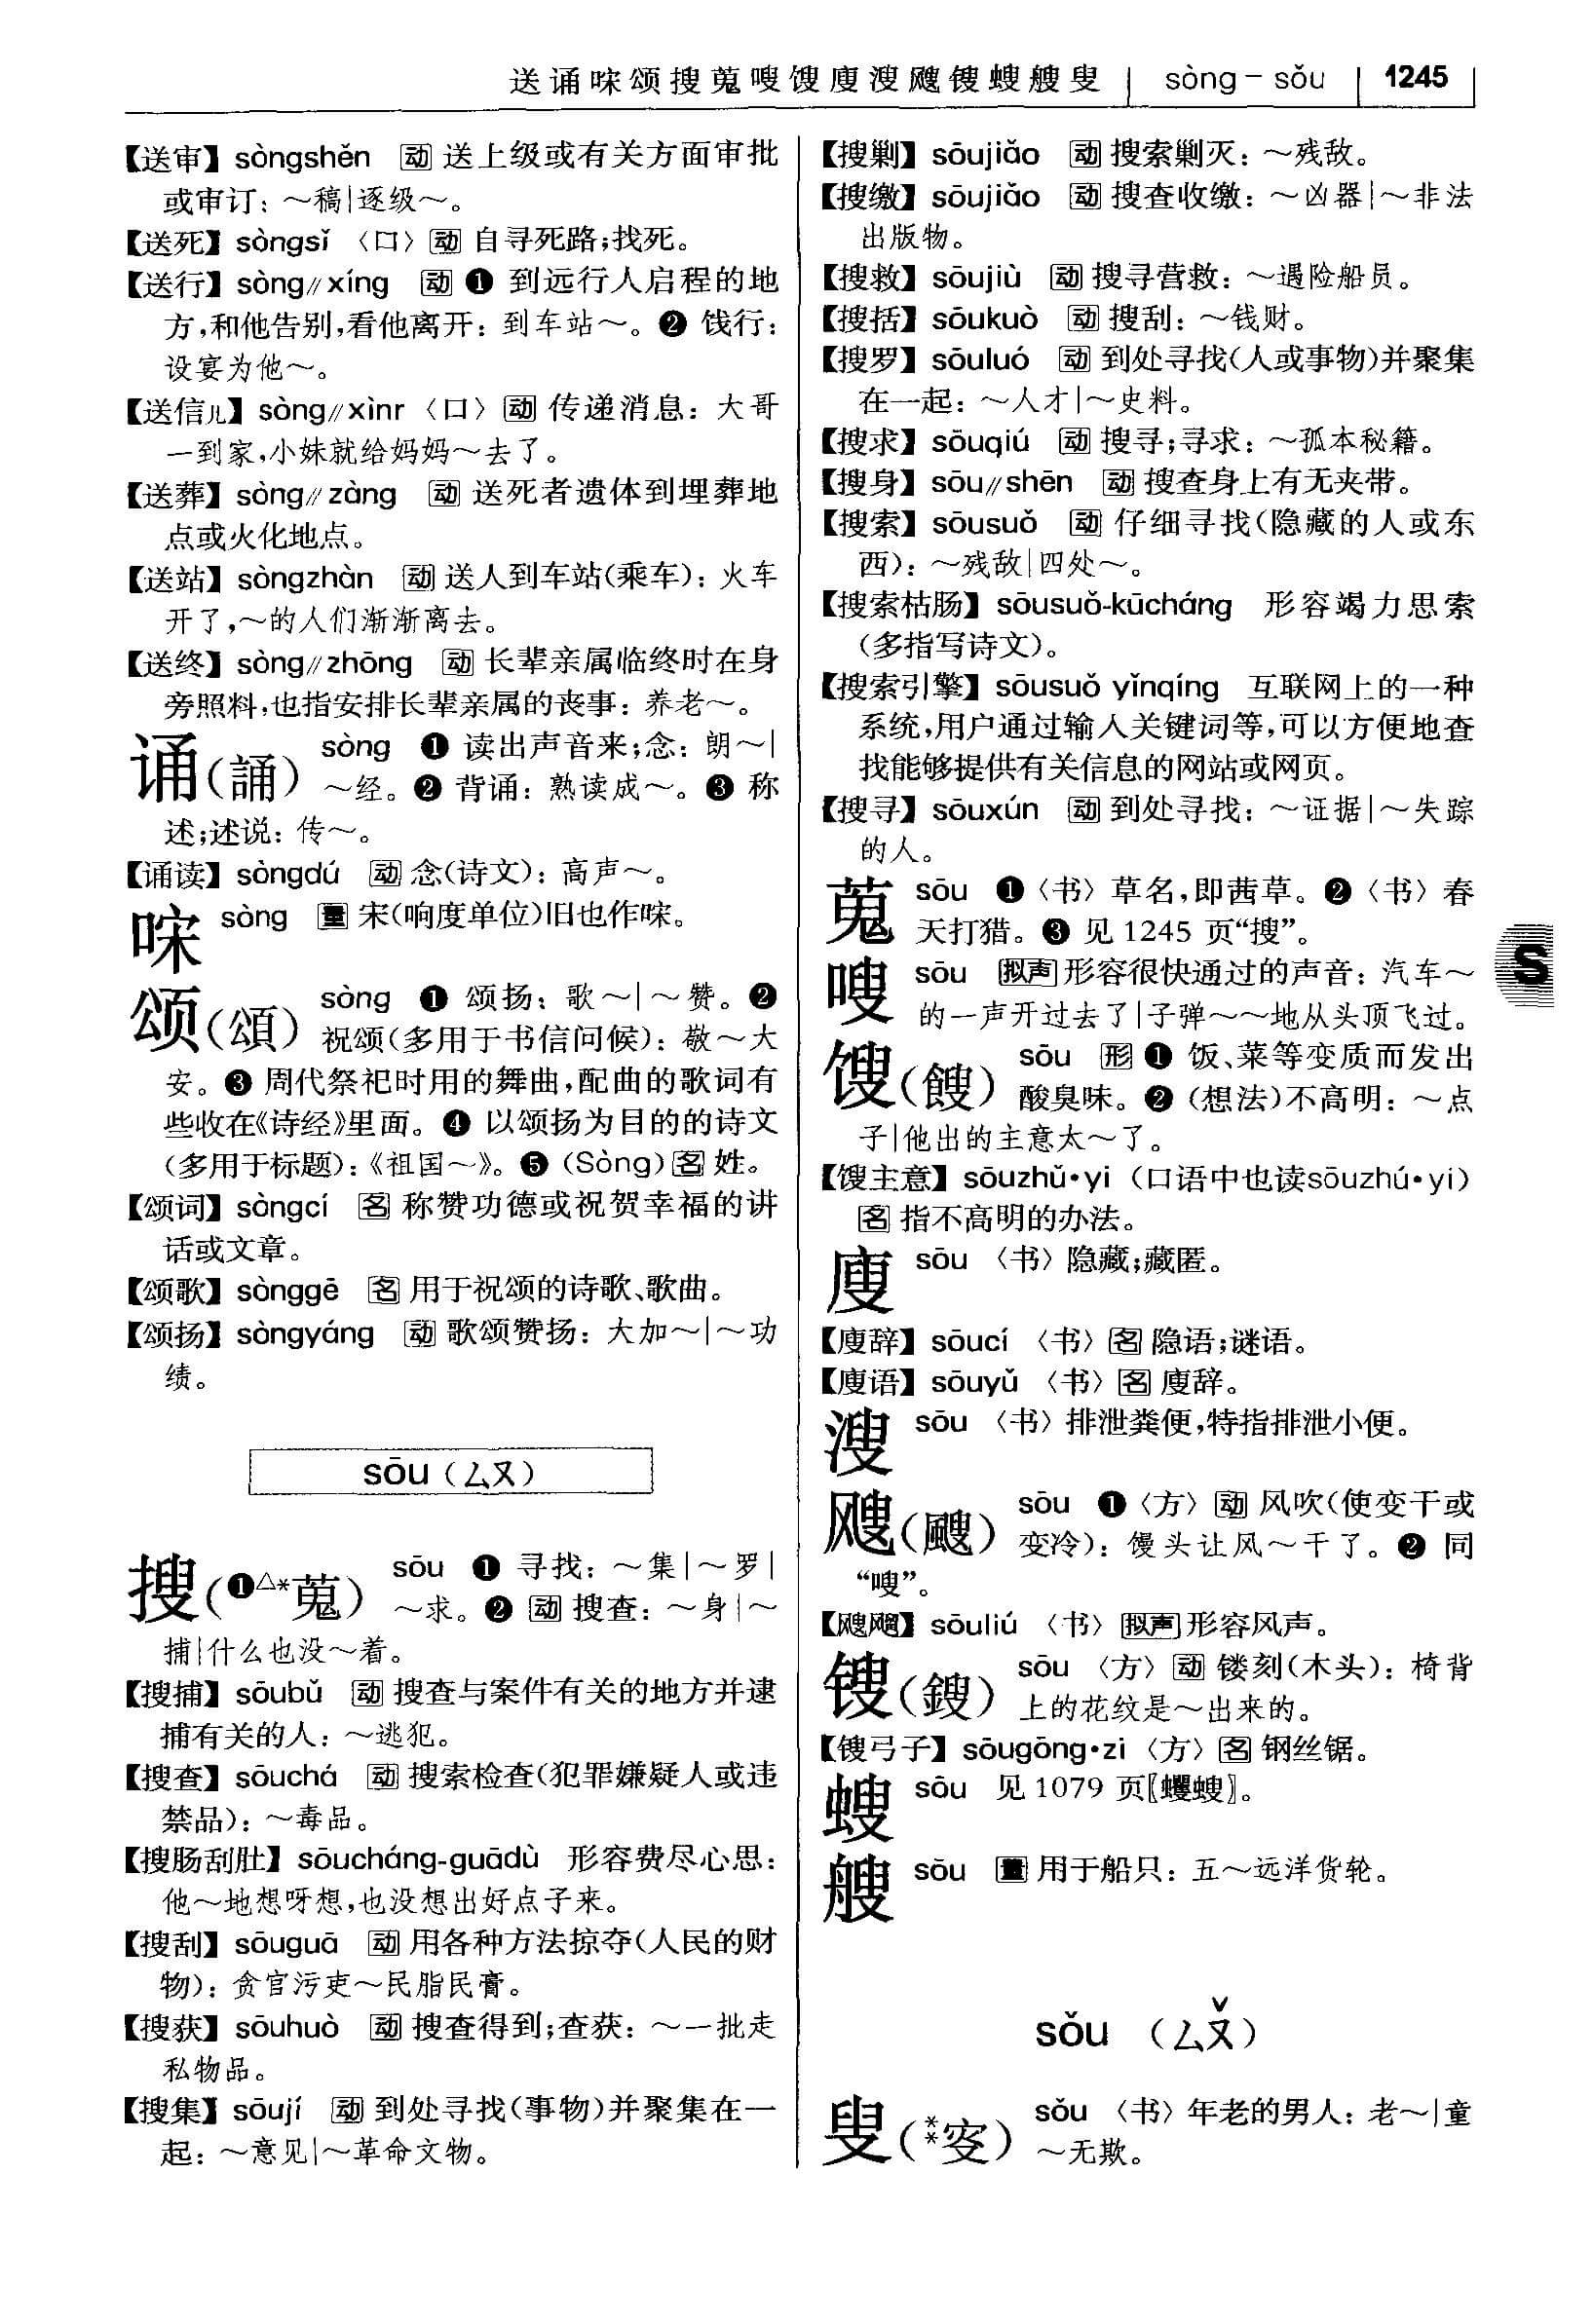 送诵㖡颂搜蒐嗖馊廋溲飕锼螋艘叟 sòng－sǒu 1245
【送审】 sòngshěn 动 送上级或有关方面审批
或审订：～稿|逐级～。
【送死】 sòngsǐ 〈口〉 动 自寻死路;找死。
【送行】 sòng//xíng 动 ❶ 到远行人启程的地
方,和他告别,看他离开：到车站～。❷ 饯行：
设宴为他～。
【送信儿】 sòng//xìnr 〈口〉 动 传递消息：大哥
一到家,小妹就给妈妈～去了。
【送葬】 sòng//zàng 动 送死者遗体到埋葬地
点或火化地点。
【送站】 sòngzhàn 动 送人到车站(乘车)：火车
开了,～的人们渐渐离去。
【送终】 sòng//zhōng 动 长辈亲属临终时在身
旁照料,也指安排长辈亲属的丧事：养老～。
诵(誦) sòng ❶ 读出声音来;念：朗～|
～经。❷ 背诵：熟读成～。❸ 称
述;述说：传～。
【诵读】 sòngdú 动 念(诗文)：高声～。
㖡 sòng 量 宋(响度单位)旧也作㖡。
颂(頌) sòng ❶ 颂扬：歌～|～赞。❷
祝颂(多用于书信问候)：敬～大
安。❸ 周代祭祀时用的舞曲,配曲的歌词有
些收在《诗经》里面。❹ 以颂扬为目的的诗文
(多用于标题)：《祖国～》。❺ (Sòng) 名 姓。
【颂词】 sòngcí 名 称赞功德或祝贺幸福的讲
话或文章。
【颂歌】 sònggē 名 用于祝颂的诗歌、歌曲。
【颂扬】 sòngyáng 动 歌颂赞扬：大加～|～功
绩。
sōu (ㄙㄡ)
搜(❶△*蒐) sōu ❶ 寻找：～集|～罗|
～求。❷ 动 搜查：～身|～
捕|什么也没～着。
【搜捕】 sōubǔ 动 搜查与案件有关的地方并逮
捕有关的人：～逃犯。
【搜查】 sōuchá 动 搜索检查(犯罪嫌疑人或违
禁品)：～毒品。
【搜肠刮肚】 sōucháng-guādù 形容费尽心思：
他～地想呀想,也没想出好点子来。
【搜刮】 sōuguā 动 用各种方法掠夺(人民的财
物)：贪官污吏～民脂民膏。
【搜获】 sōuhuò 动 搜查得到;查获：～一批走
私物品。
【搜集】 sōují 动 到处寻找(事物)并聚集在一
起：～意见|～革命文物。
【搜剿】 sōujiǎo 动 搜索剿灭：～残敌。
【搜缴】 sōujiǎo 动 搜查收缴：～凶器|～非法
出版物。
【搜救】 sōujiù 动 搜寻营救：～遇险船员。
【搜括】 sōukuò 动 搜刮：～钱财。
【搜罗】 sōuluó 动 到处寻找(人或事物)并聚集
在一起：～人才|～史料。
【搜求】 sōuqiú 动 搜寻;寻求：～孤本秘籍。
【搜身】 sōu//shēn 动 搜查身上有无夹带。
【搜索】 sōusuǒ 动 仔细寻找(隐藏的人或东
西)：～残敌|四处～。
【搜索枯肠】 sōusuǒ-kūcháng 形容竭力思索
(多指写诗文)。
【搜索引擎】 sōusuǒ yǐnqíng 互联网上的一种
系统,用户通过输入关键词等,可以方便地查
找能够提供有关信息的网站或网页。
【搜寻】 sōuxún 动 到处寻找：～证据|～失踪
的人。
蒐 sōu ❶〈书〉草名,即茜草。❷〈书〉春
天打猎。❸ 见 1245 页“搜”。
嗖 sōu 拟声 形容很快通过的声音：汽车～
的一声开过去了|子弹～～地从头顶飞过。
馊(餿) sōu 形 ❶ 饭、菜等变质而发出
酸臭味。❷ (想法)不高明：～点
子|他出的主意太～了。
【馊主意】 sōuzhǔ•yi (口语中也读sōuzhú•yi)
名 指不高明的办法。
廋 sōu 〈书〉隐藏;藏匿。
【廋辞】 sōucí 〈书〉 名 隐语;谜语。
【廋语】 sōuyǔ 〈书〉 名 廋辞。
S
溲 sōu 〈书〉排泄粪便,特指排泄小便。
飕(颼) sōu ❶〈方〉 动 风吹(使变干或
变冷)：馒头让风～干了。❷ 同
“嗖”。
【飕飗】 sōuliú 〈书〉 拟声 形容风声。
锼(鎪) sōu 〈方〉 动 镂刻(木头)：椅背
上的花纹是～出来的。
【锼弓子】 sōugōng•zi 〈方〉 名 钢丝锯。
螋 sōu 见 1079 页〖蠼螋〗。
艘 sōu 量 用于船只：五～远洋货轮。
sǒu (ㄙㄡˇ)
叟(**叜) sǒu 〈书〉年老的男人：老～|童
～无欺。